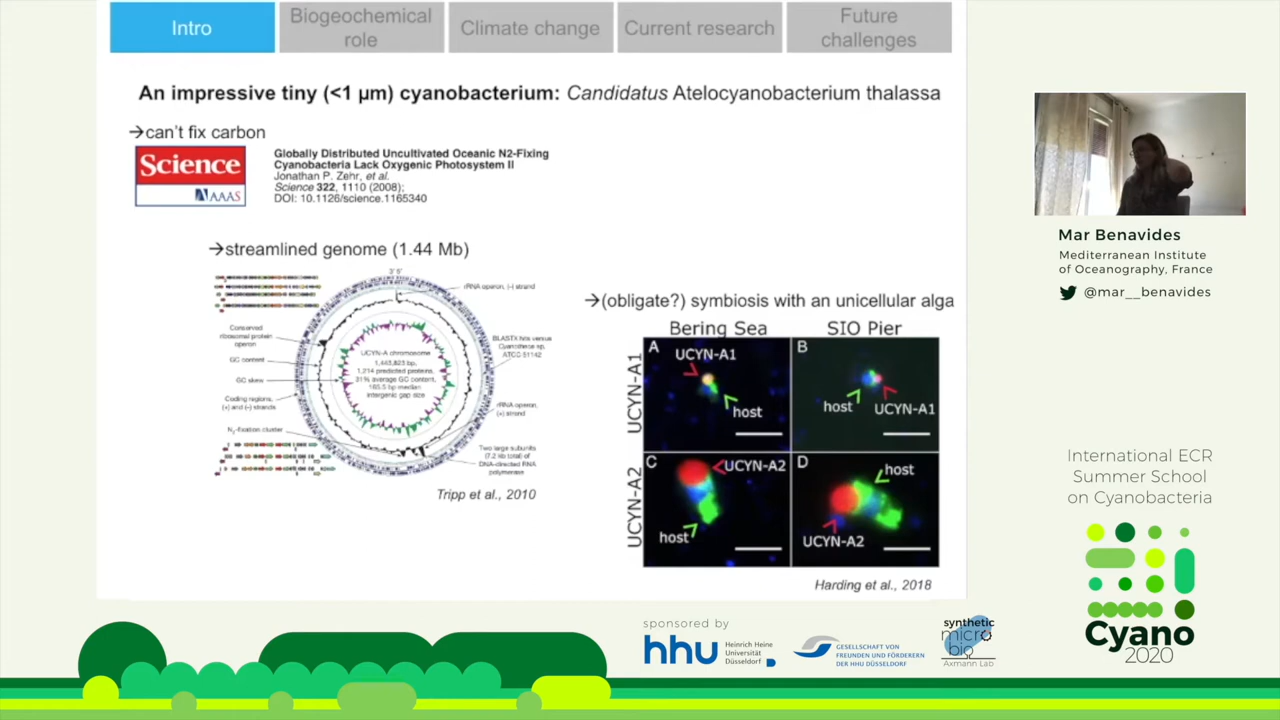 Intro
Biogeochemical
role
Climate change
Current research
Future
challenges
An impressive tiny (<1 µm) cyanobacterium: Candidatus Atelocyanobacterium thalassa
→can't fix carbon
Science
AAAS
Globally Distributed Uncultivated Oceanic N2-Fixing
Cyanobacteria Lack Oxygenic Photosystem II
Jonathan P. Zehr, et al.
Science 322, 1110 (2008);
DOI: 10.1126/science.1165340
→streamlined genome (1.44 Mb)
3' 5'
rRNA operon, (-) strand
Conserved
ribosomal protein
operon
GC content
GC skew
Coding regions,
(+) and (-) strands
N2-fixation cluster
UCYN-A chromosome
1,443,823 bp,
1,214 predicted proteins,
31% average GC content,
165.5 bp median
intergenic gap size
BLASTX hits versus
Cyanothece sp.
ATCC 51142
rRNA operon,
(+) strand
Two large subunits
(7.2 kb total) of
DNA-directed RNA
polymerase
Tripp et al., 2010
→(obligate?) symbiosis with an unicellular alga
Bering Sea
SIO Pier
UCYN-A1
A
UCYN-A1
host
B
host
UCYN-A1
UCYN-A2
C
UCYN-A2
host
D
host
UCYN-A2
Harding et al., 2018
Mar Benavides
Mediterranean Institute
of Oceanography, France
@mar__benavides
International ECR
Summer School
on Cyanobacteria
Cyano
2020
sponsored by
hhu
Heinrich Heine
Universität
Düsseldorf
GESELLSCHAFT VON
FREUNDEN UND FÖRDERERN
DER HHU DÜSSELDORF
synthetic
micro
bio
Axmann Lab